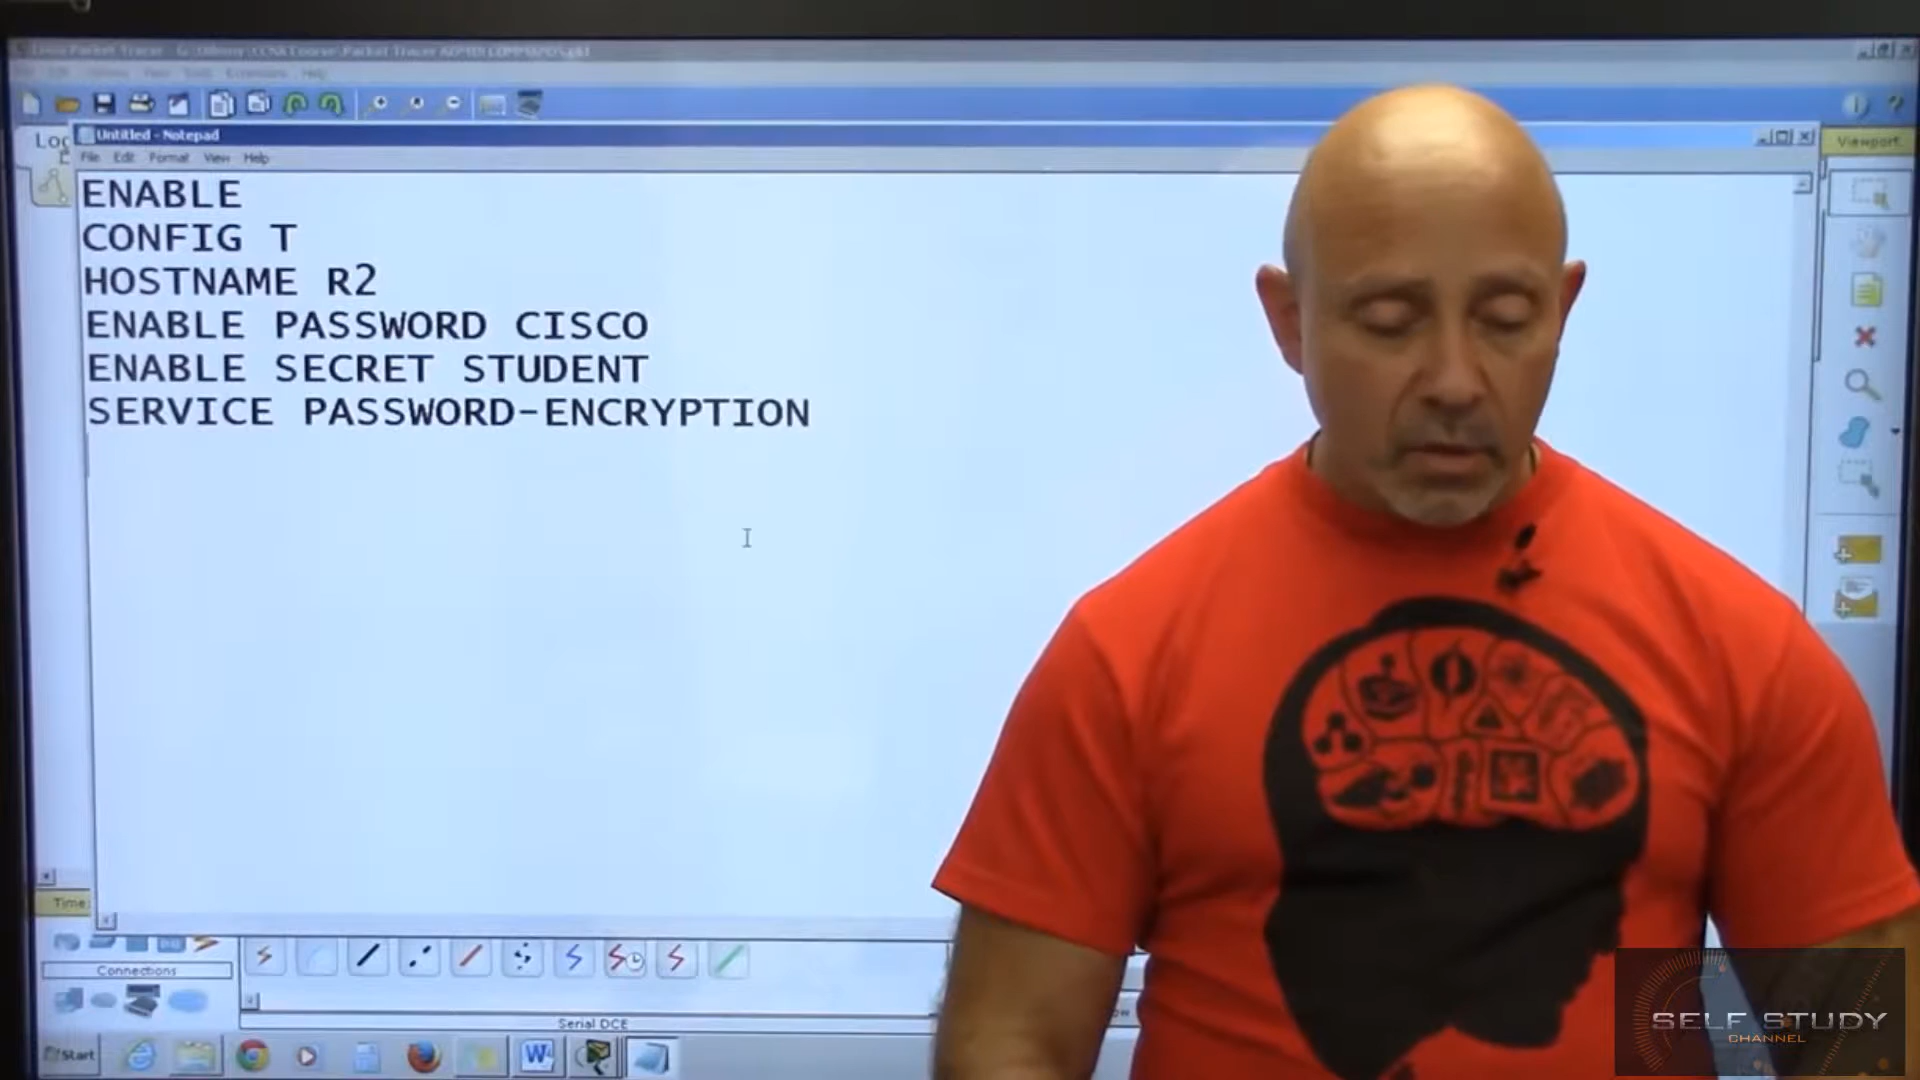 Untitled - Notepad
File Edit Format View Help
Viewport
ENABLE
CONFIG T
HOSTNAME R2
ENABLE PASSWORD CISCO
ENABLE SECRET STUDENT
SERVICE PASSWORD-ENCRYPTION
Time:
Connections
Serial DCE
Start
SELF STUDY
CHANNEL